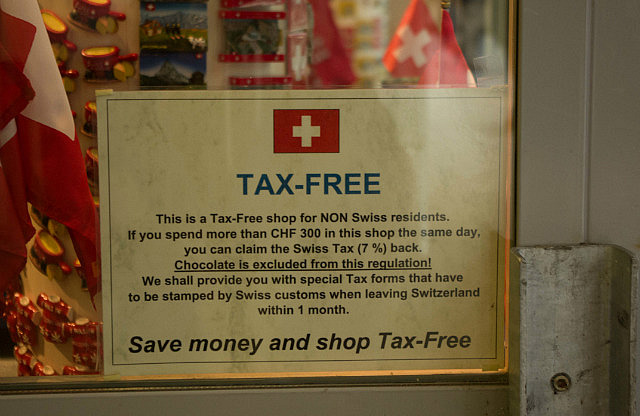 TAX-FREE
This is a Tax-Free shop for NON Swiss residents.
If you spend more than CHF 300 in this shop the same day,
you can claim the Swiss Tax (7 %) back.
Chocolate is excluded from this regulation!
We shall provide you with special Tax forms that have
to be stamped by Swiss customs when leaving Switzerland
within 1 month.
Save money and shop Tax-Free